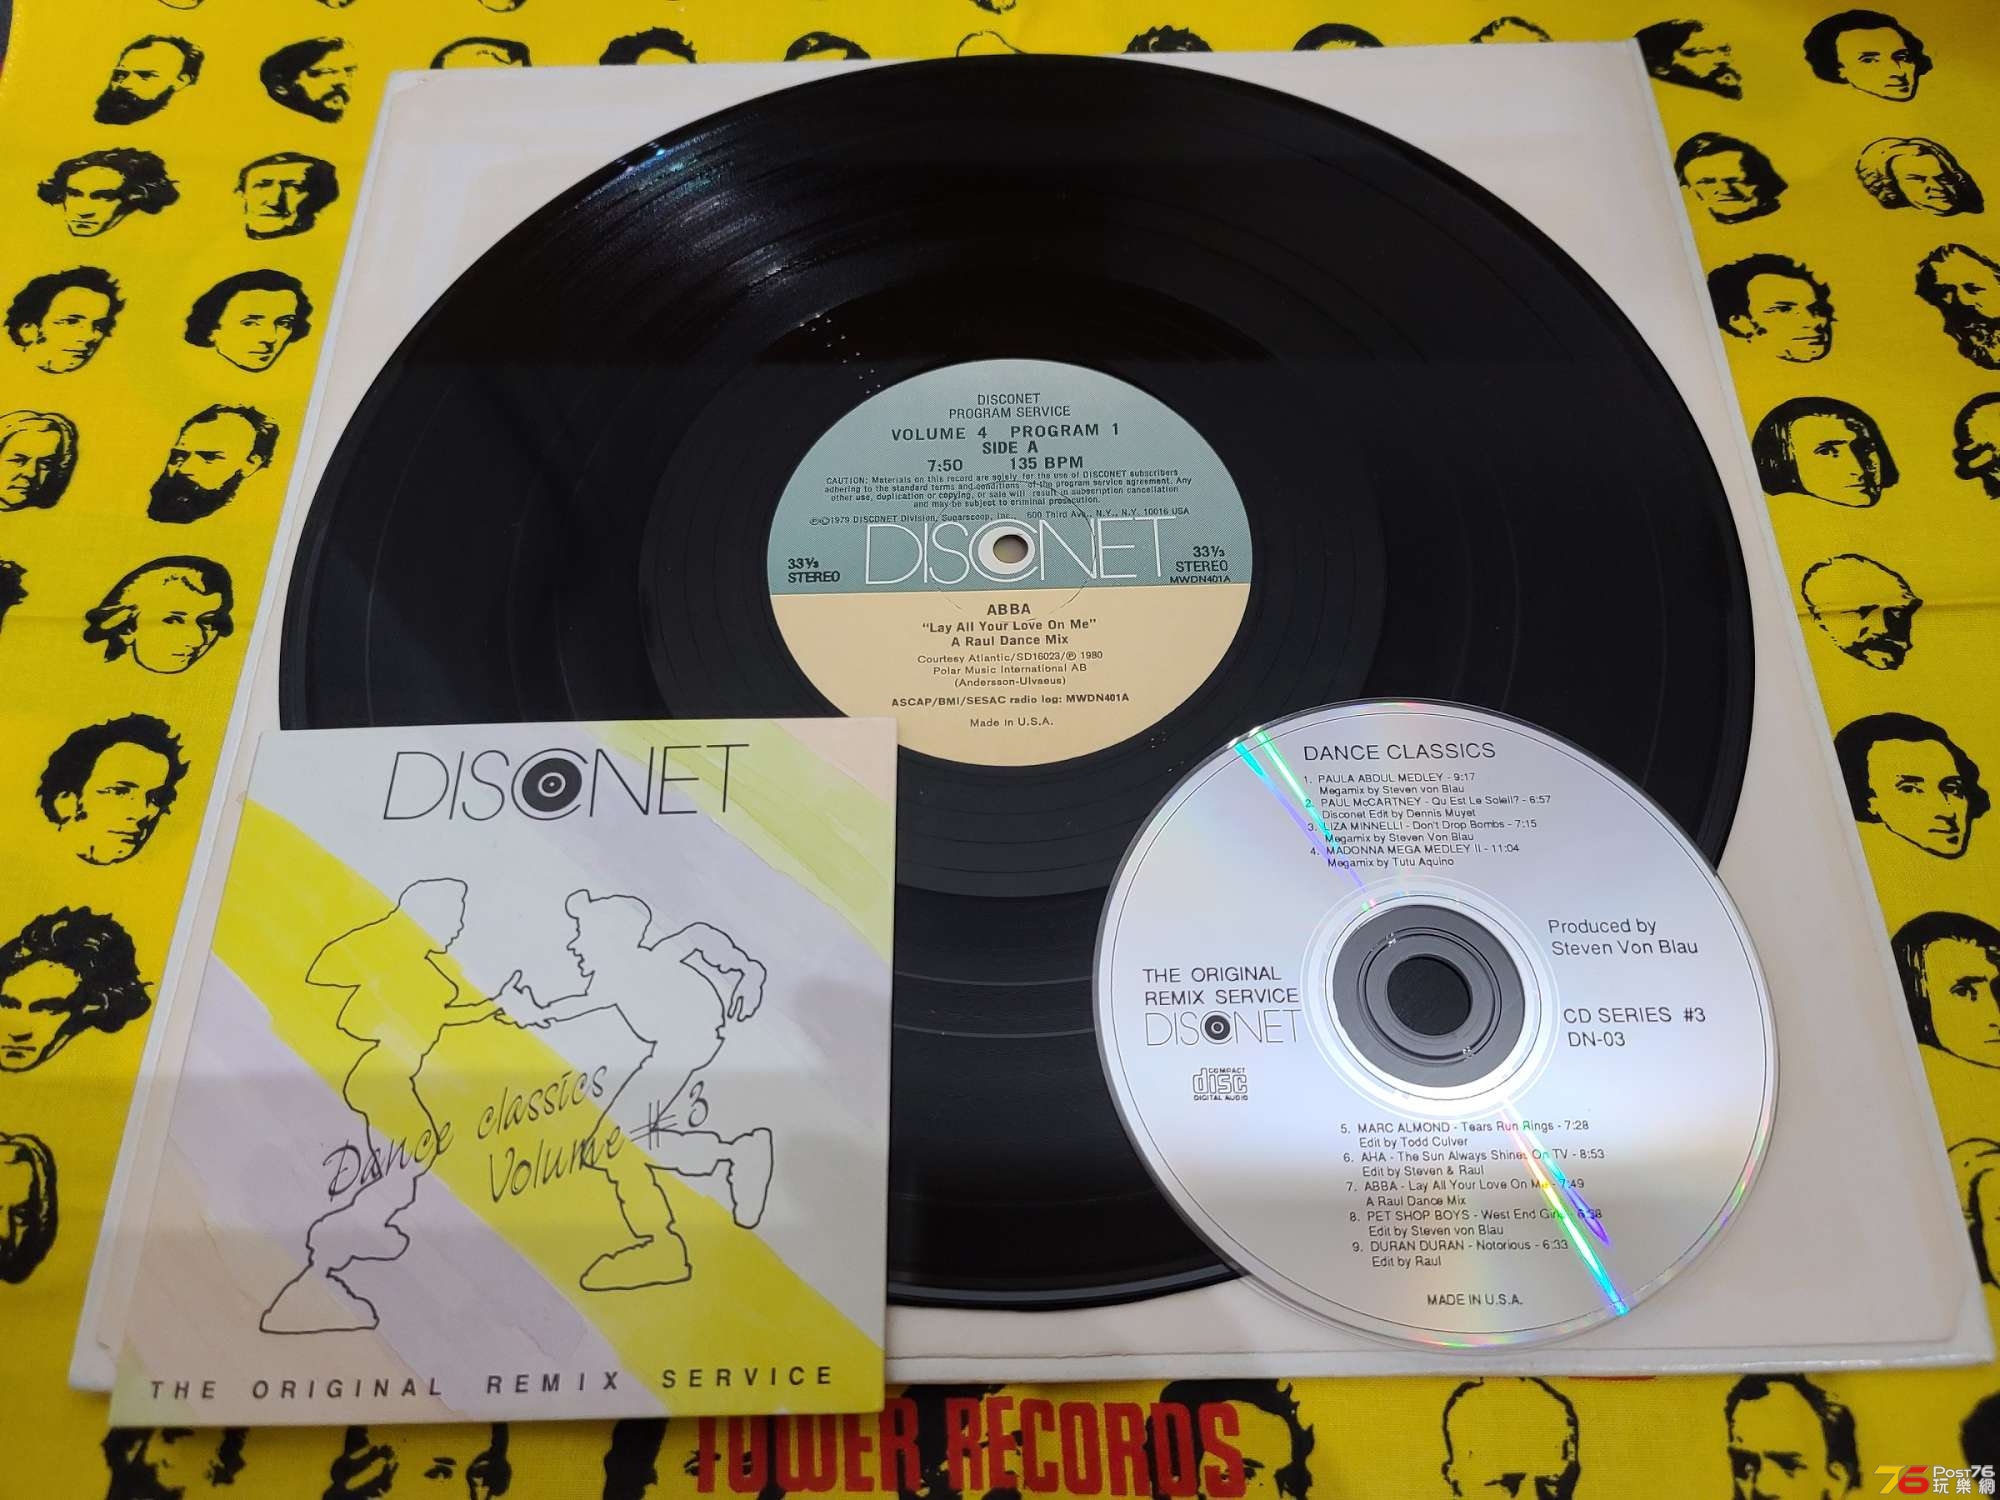 DISCONET
PROGRAM SERVICE
VOLUME 4 PROGRAM 1
SIDE A
7:50 135 BPM
CAUTION: Materials on this record are solely for the use of DISCONET subscribers
adhering to the standard terms and conditions of the program service agreement. Any
other use, duplication or copying, or sale will result in subscription cancellation
and may be subject to criminal prosecution.
Ⓟ©1979 DISCONET Division, Sugarscoop, Inc., 600 Third Ave., N.Y., N.Y. 10016 USA
DISCONET
33⅓
STEREO
33⅓
STEREO
MWDN401A
ABBA
"Lay All Your Love On Me"
A Raul Dance Mix
Courtesy Atlantic/SD16023/Ⓟ 1980
Polar Music International AB
(Andersson-Ulvaeus)
ASCAP/BMI/SESAC radio log: MWDN401A
Made in U.S.A.
DISCONET
Dance classics
Volume #3
THE ORIGINAL REMIX SERVICE
DANCE CLASSICS
1. PAULA ABDUL MEDLEY - 9:17
Megamix by Steven von Blau
2. PAUL McCARTNEY - Qu Est Le Soleil? - 6:57
Disconet Edit by Dennis Muyet
3. LIZA MINNELLI - Don't Drop Bombs - 7:15
Megamix by Steven Von Blau
4. MADONNA MEGA MEDLEY II - 11:04
Megamix by Tutu Aquino
Produced by
Steven Von Blau
THE ORIGINAL
REMIX SERVICE
DISCONET
CD SERIES #3
DN-03
COMPACT
disc
DIGITAL AUDIO
5. MARC ALMOND - Tears Run Rings - 7:28
Edit by Todd Culver
6. AHA - The Sun Always Shines On TV - 8:53
Edit by Steven & Raul
7. ABBA - Lay All Your Love On Me - 7:49
A Raul Dance Mix
8. PET SHOP BOYS - West End Girls -
Edit by Steven von Blau
9. DURAN DURAN - Notorious - 6:33
Edit by Raul
MADE IN U.S.A.
TOWER RECORDS
76 Post76
玩樂網